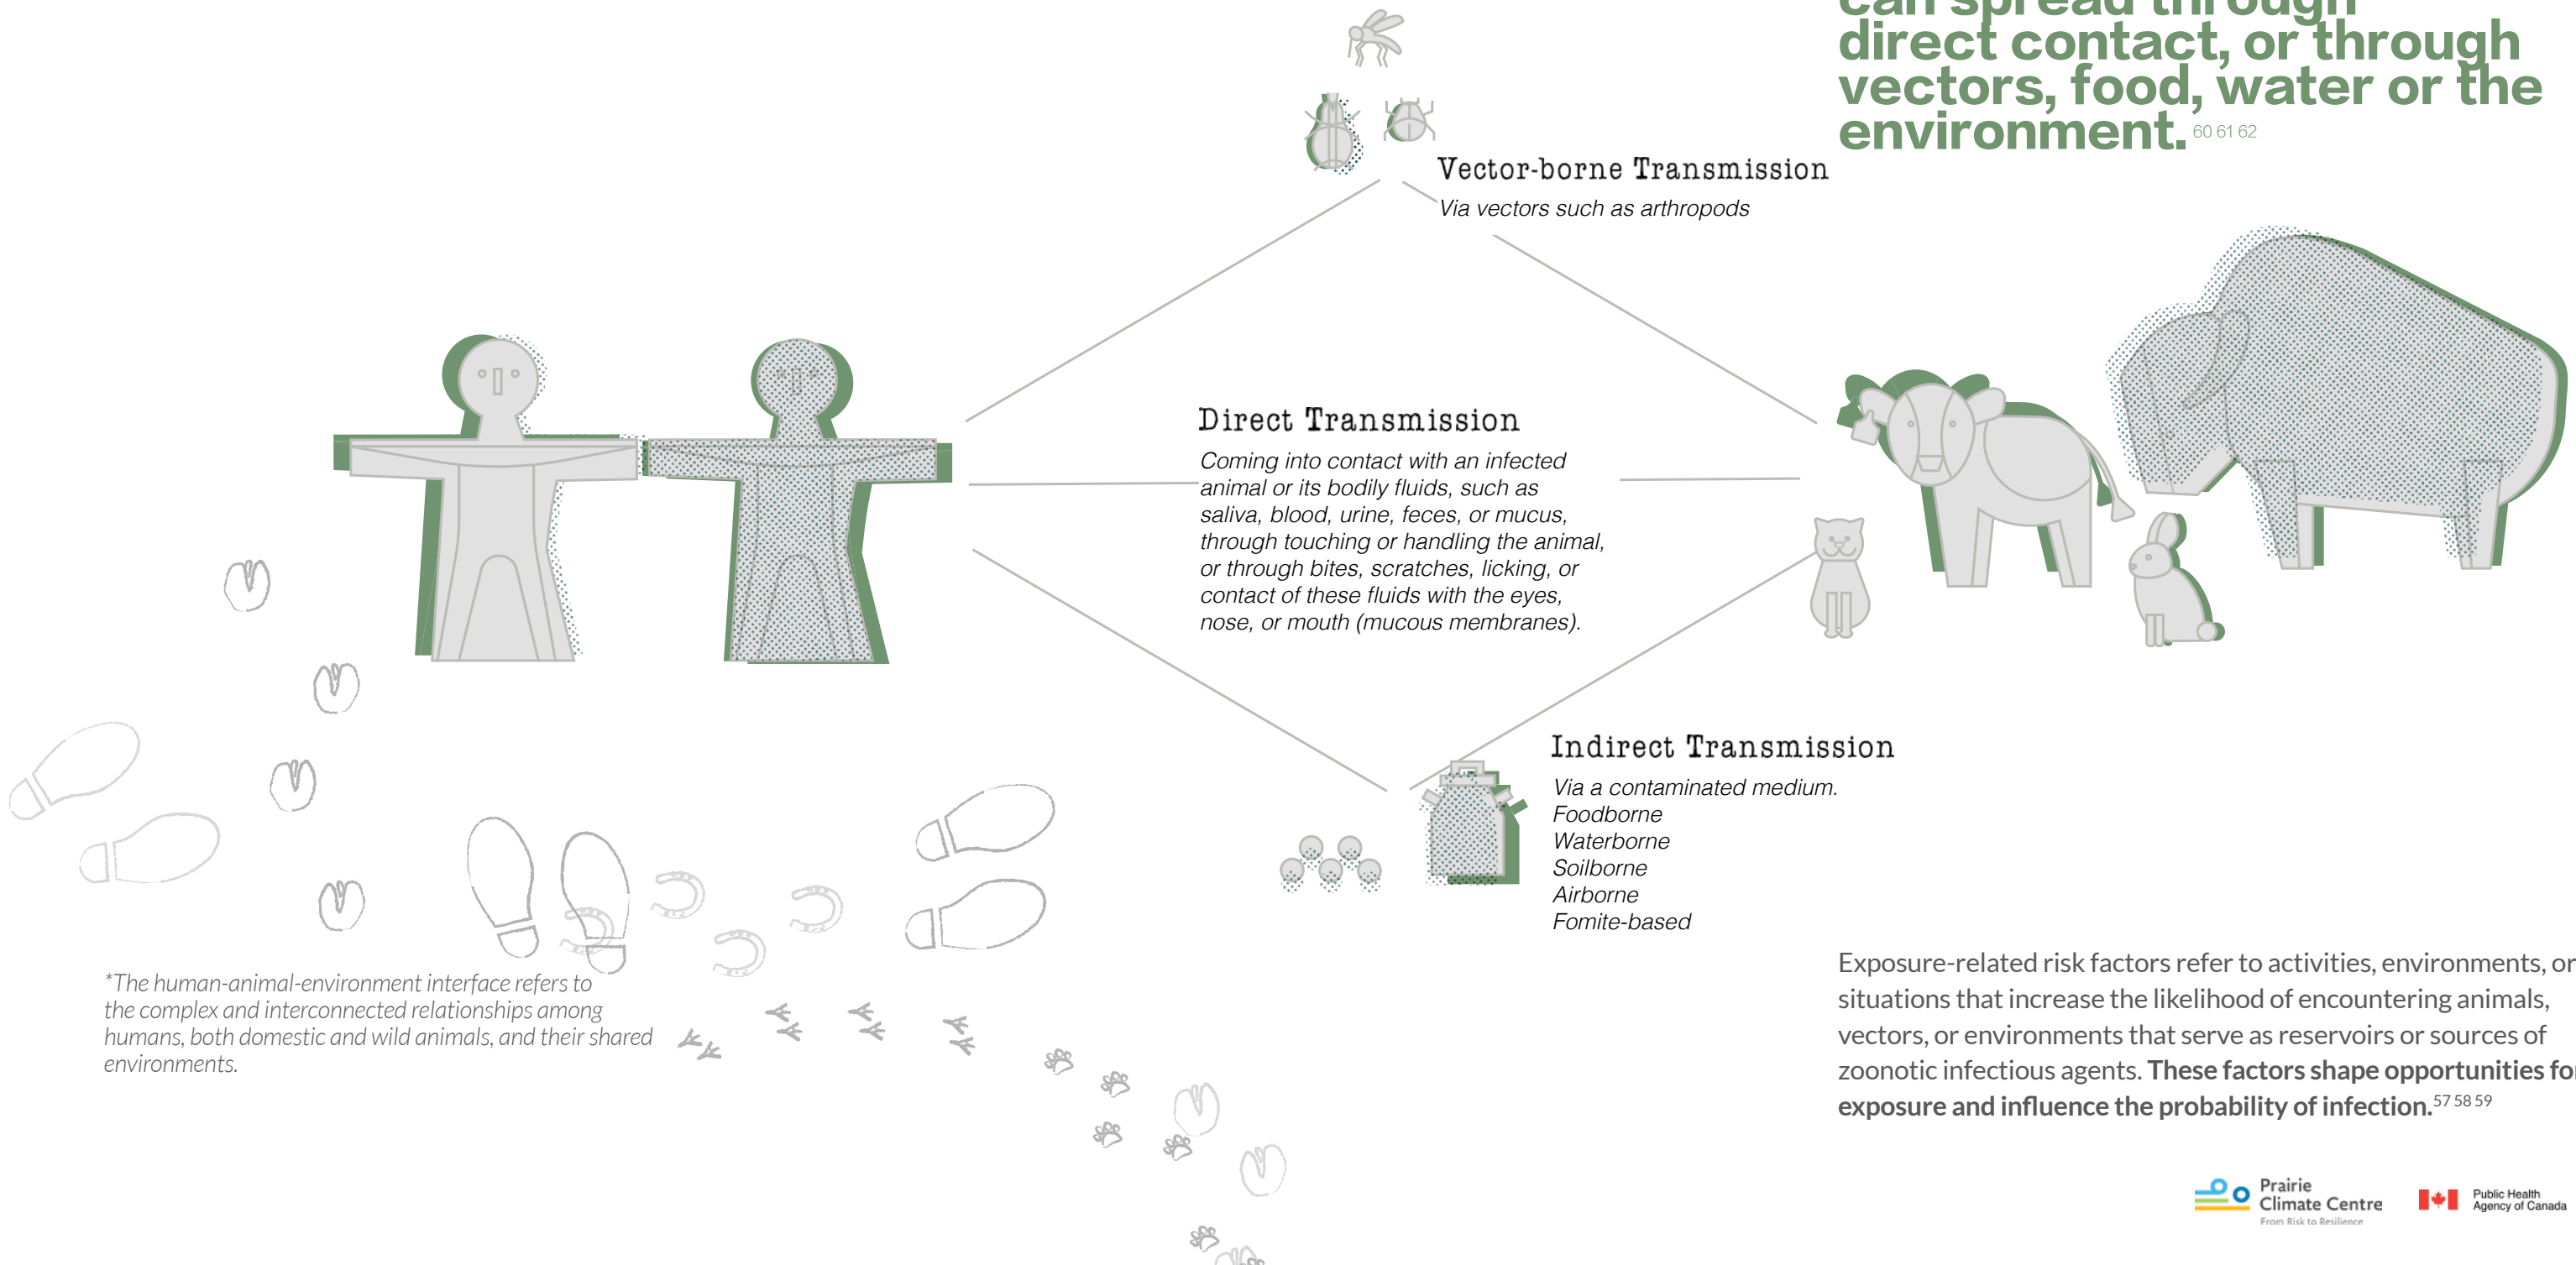 can spread through
direct contact, or through
vectors, food, water or the
environment. 60 61 62
Vector-borne Transmission
Via vectors such as arthropods
Direct Transmission
Coming into contact with an infected
animal or its bodily fluids, such as
saliva, blood, urine, feces, or mucus,
through touching or handling the animal,
or through bites, scratches, licking, or
contact of these fluids with the eyes,
nose, or mouth (mucous membranes).
Indirect Transmission
Via a contaminated medium.
Foodborne
Waterborne
Soilborne
Airborne
Fomite-based
*The human-animal-environment interface refers to
the complex and interconnected relationships among
humans, both domestic and wild animals, and their shared
environments.
Exposure-related risk factors refer to activities, environments, or
situations that increase the likelihood of encountering animals,
vectors, or environments that serve as reservoirs or sources of
zoonotic infectious agents. These factors shape opportunities for
exposure and influence the probability of infection. 57 58 59
Prairie
Climate Centre
From Risk to Resilience
Public Health
Agency of Canada